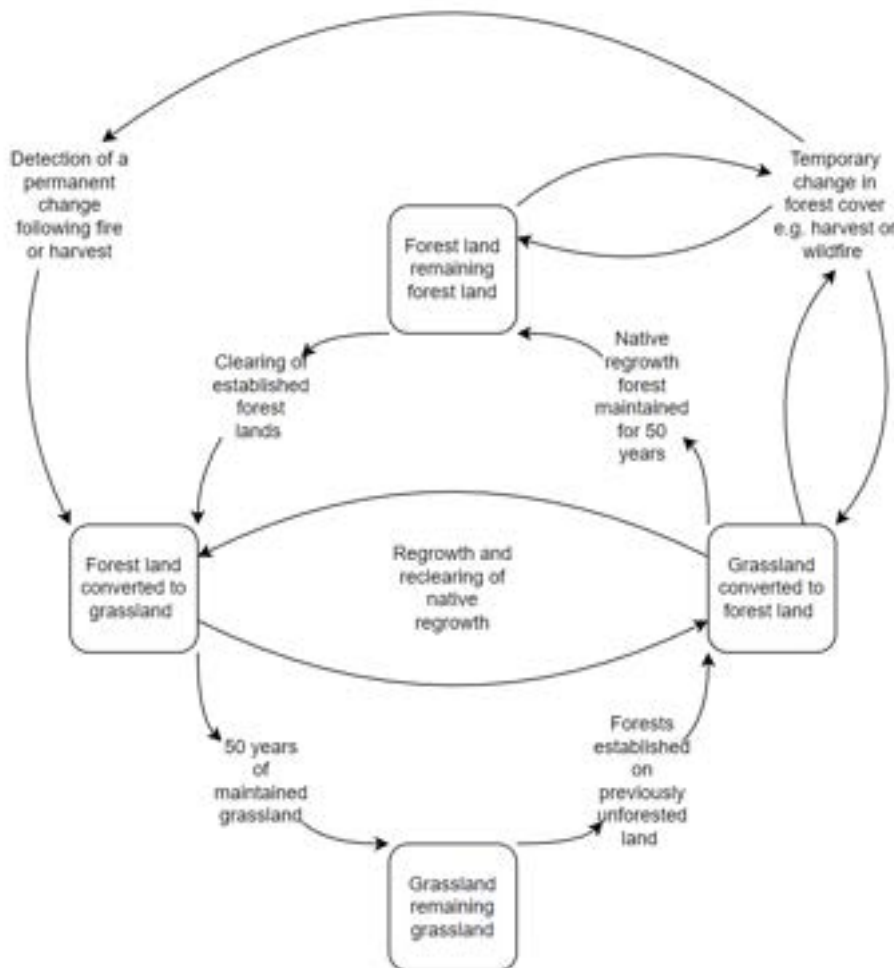 Detection of a
permanent
change
following fire
or harvest
Temporary
change in
forest cover
e.g. harvest or
wildfire
Forest land
remaining
forest land
Clearing of
established
forest
lands
Native
regrowth
forest
maintained
for 50
years
Forest land
converted to
grassland
Regrowth and
reclearing of
native
regrowth
Grassland
converted to
forest land
50 years
of
maintained
grassland
Forests
established
on
previously
unforested
land
Grassland
remaining
grassland